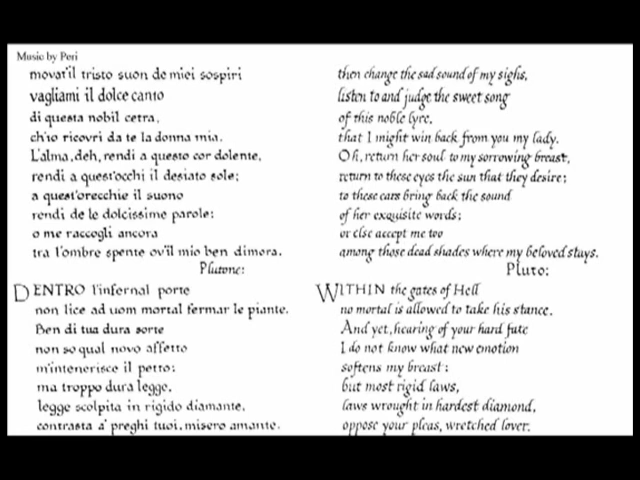 Music by Peri
movat'il tristo suon de miei sospiri
vagliami il dolce canto
di questa nobil cetra,
ch'io ricovri da te la donna mia.
L'alma, deh, rendi a questo cor dolente,
rendi a quest'occhi il desiato sole;
a quest'orecchie il suono
rendi de le dolcissime parole;
o me raccogli ancora
tra l'ombre spente ov'il mio ben dimora.
Plutone:
DENTRO l'infernal porte
non lice ad uom mortal fermar le piante.
Ben di tua dura sorte
non so qual novo affetto
m'intenerisce il petto;
ma troppo dura legge,
legge scolpita in rigido diamante,
contrasta a' preghi tuoi, misero amante.
then change the sad sound of my sighs,
listen to and judge the sweet song
of this noble lyre,
that I might win back from you my lady.
Oh, return her soul to my sorrowing breast,
return to these eyes the sun that they desire;
to these ears bring back the sound
of her exquisite words;
or else accept me too
among those dead shades where my beloved stays.
Pluto:
WITHIN the gates of Hell
no mortal is allowed to take his stance.
And yet, hearing of your hard fate
I do not know what new emotion
softens my breast;
but most rigid laws,
laws wrought in hardest diamond,
oppose your pleas, wretched lover.